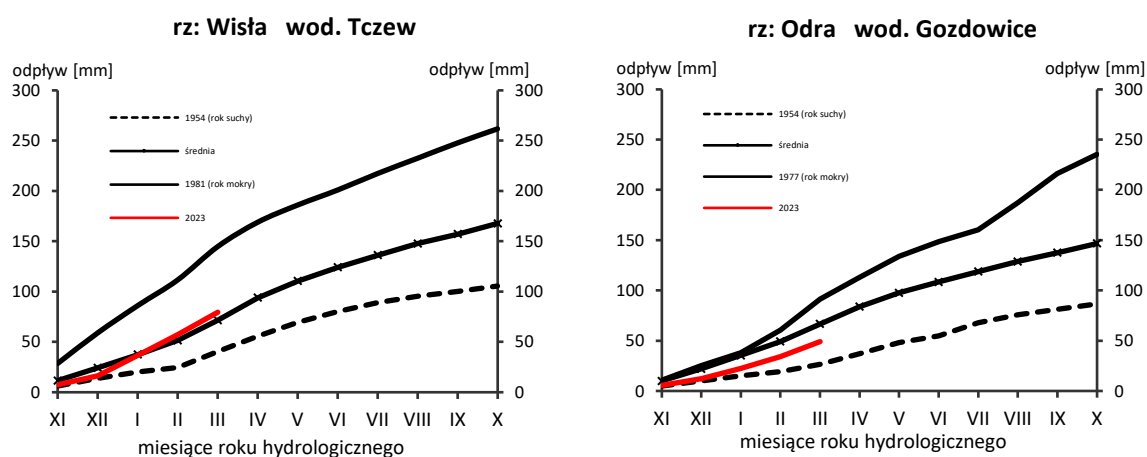 rz: Wisła wod. Tczew
odpływ [mm]
odpływ [mm]
300
250
200
150
100
50
0
1954 (rok suchy)
średnia
1981 (rok mokry)
2023
300
250
200
150
100
50
0
XI XII I II III IV V VI VII VIII IX X
miesiące roku hydrologicznego
rz: Odra wod. Gozdowice
odpływ [mm]
odpływ [mm]
300
250
200
150
100
50
0
1954 (rok suchy)
średnia
1977 (rok mokry)
2023
300
250
200
150
100
50
0
XI XII I II III IV V VI VII VIII IX X
miesiące roku hydrologicznego